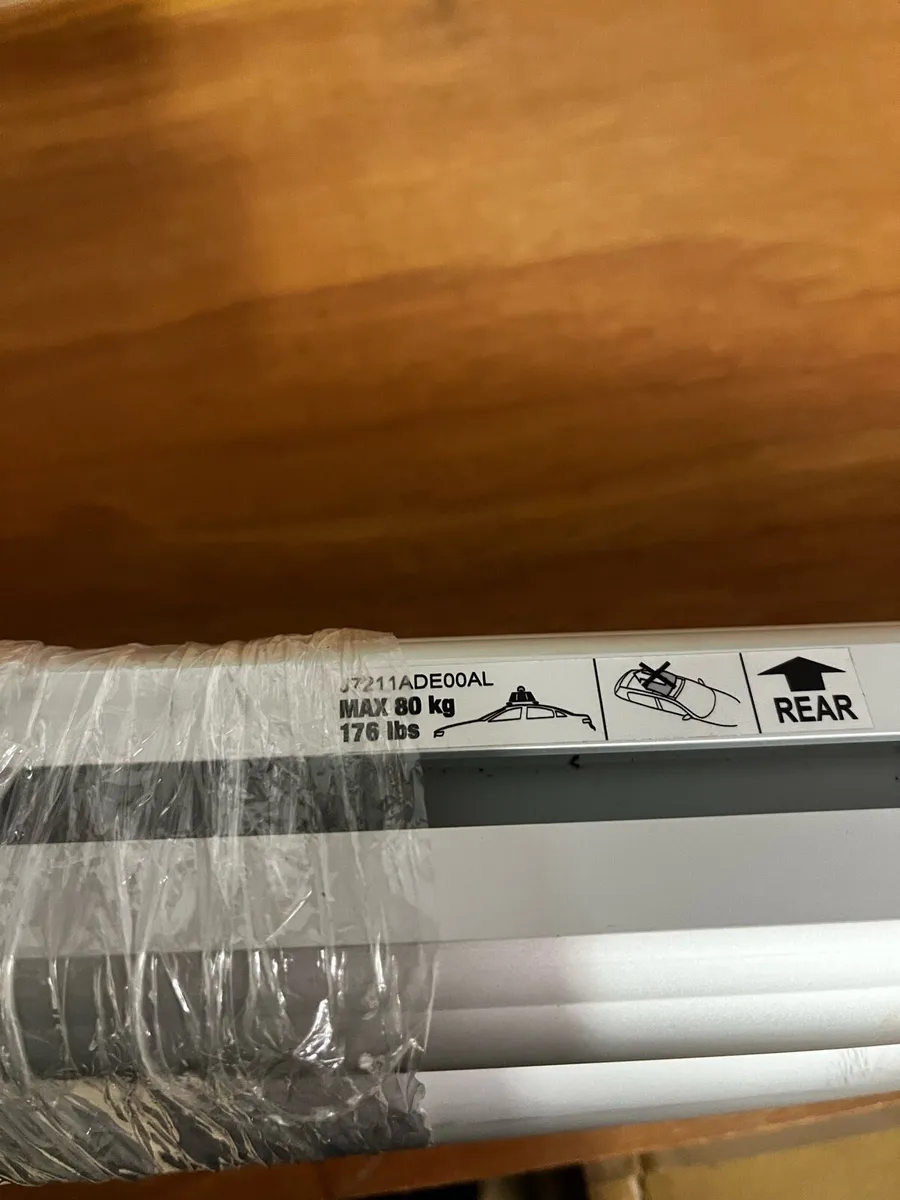 J7211ADE00AL
MAX 80 kg
176 lbs
REAR